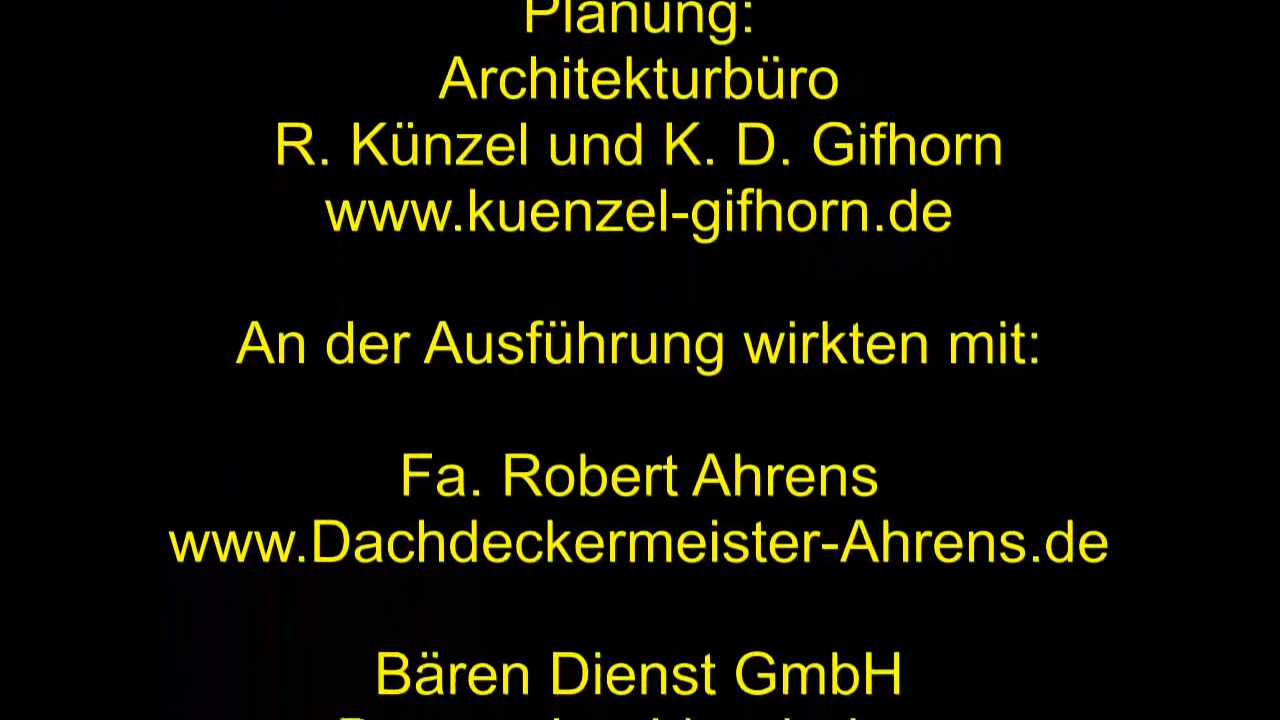 Planung:
Architekturbüro
R. Künzel und K. D. Gifhorn
www.kuenzel-gifhorn.de
An der Ausführung wirkten mit:
Fa. Robert Ahrens
www.Dachdeckermeister-Ahrens.de
Bären Dienst GmbH